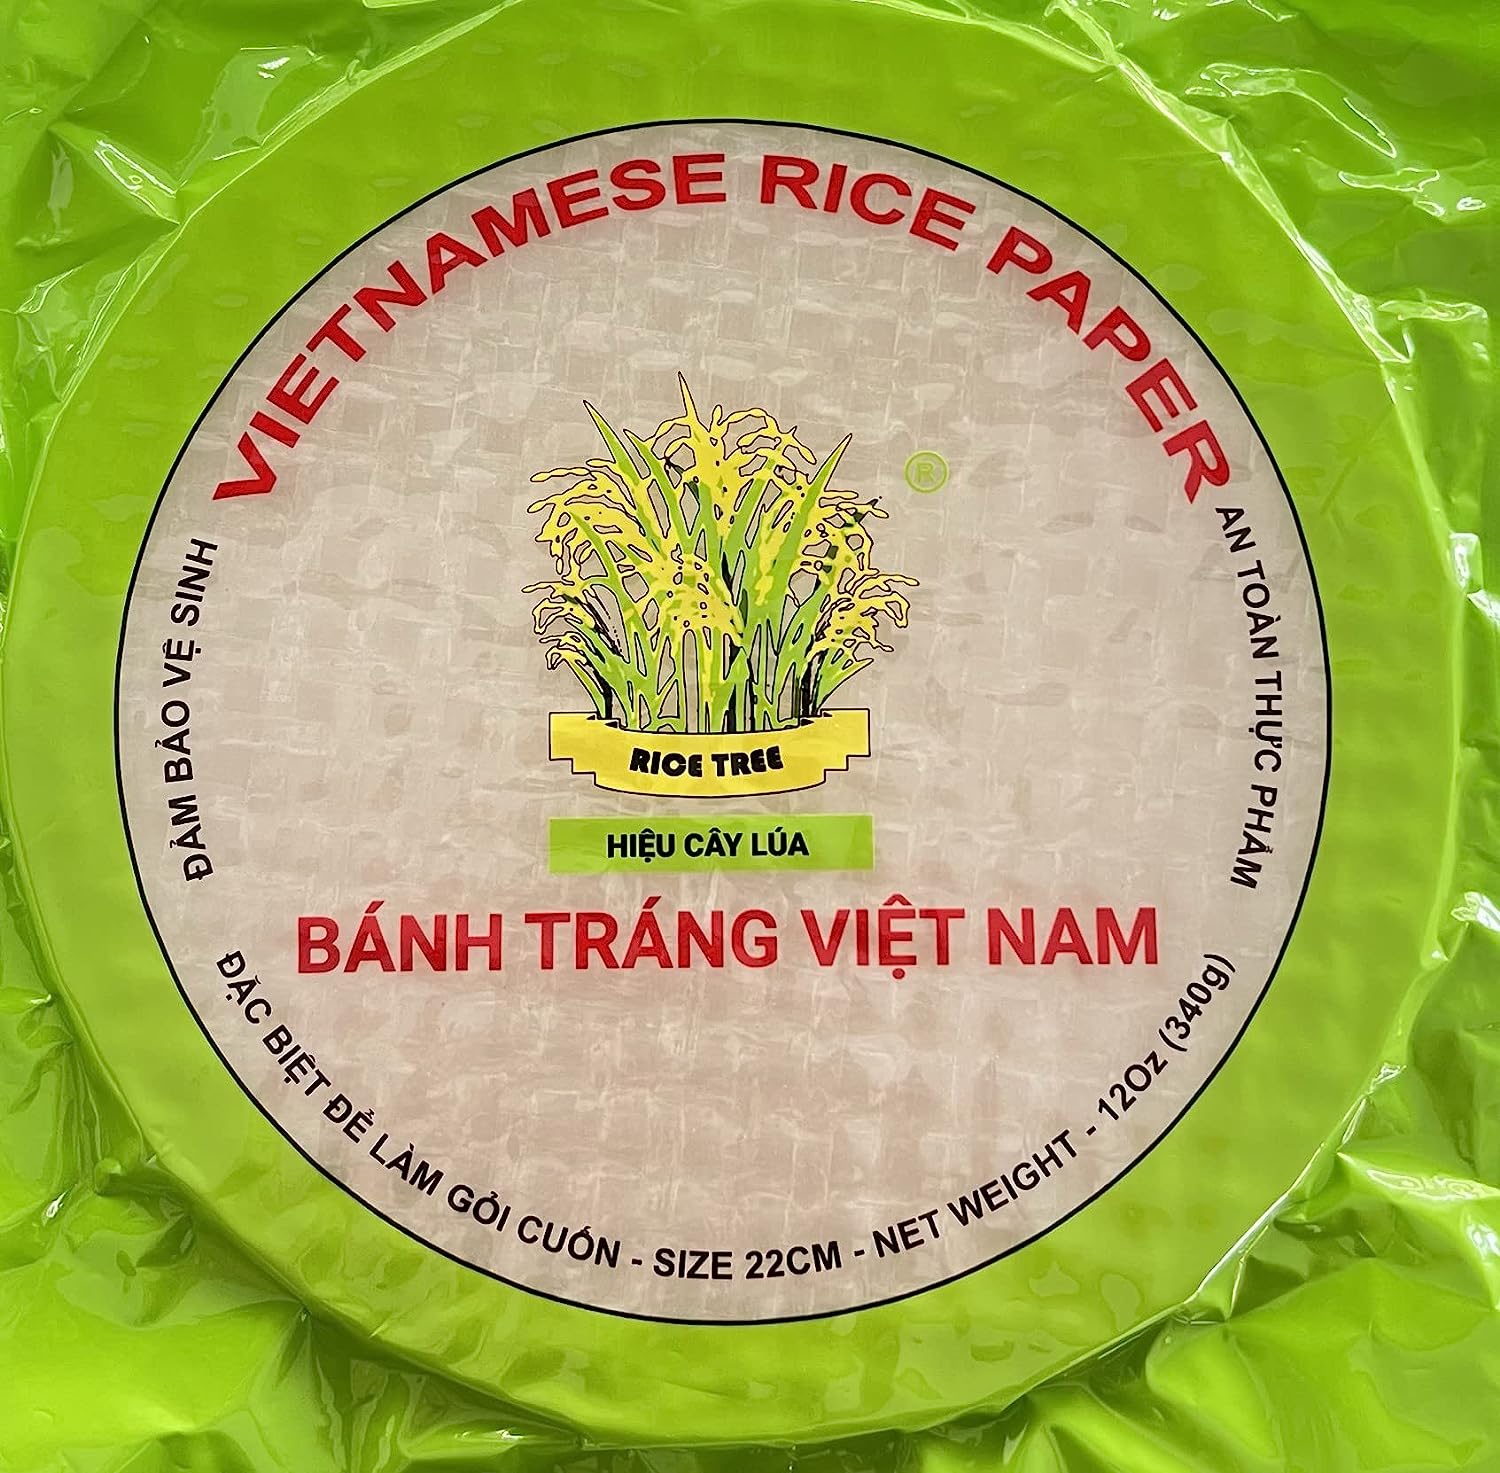 VIETNAMESE RICE PAPER
®
ĐẢM BẢO VỆ SINH
AN TOÀN THỰC PHẨM
RICE TREE
HIỆU CÂY LÚA
BÁNH TRÁNG VIỆT NAM
ĐẶC BIỆT ĐỂ LÀM GỎI CUỐN - SIZE 22CM - NET WEIGHT - 12Oz (340g)